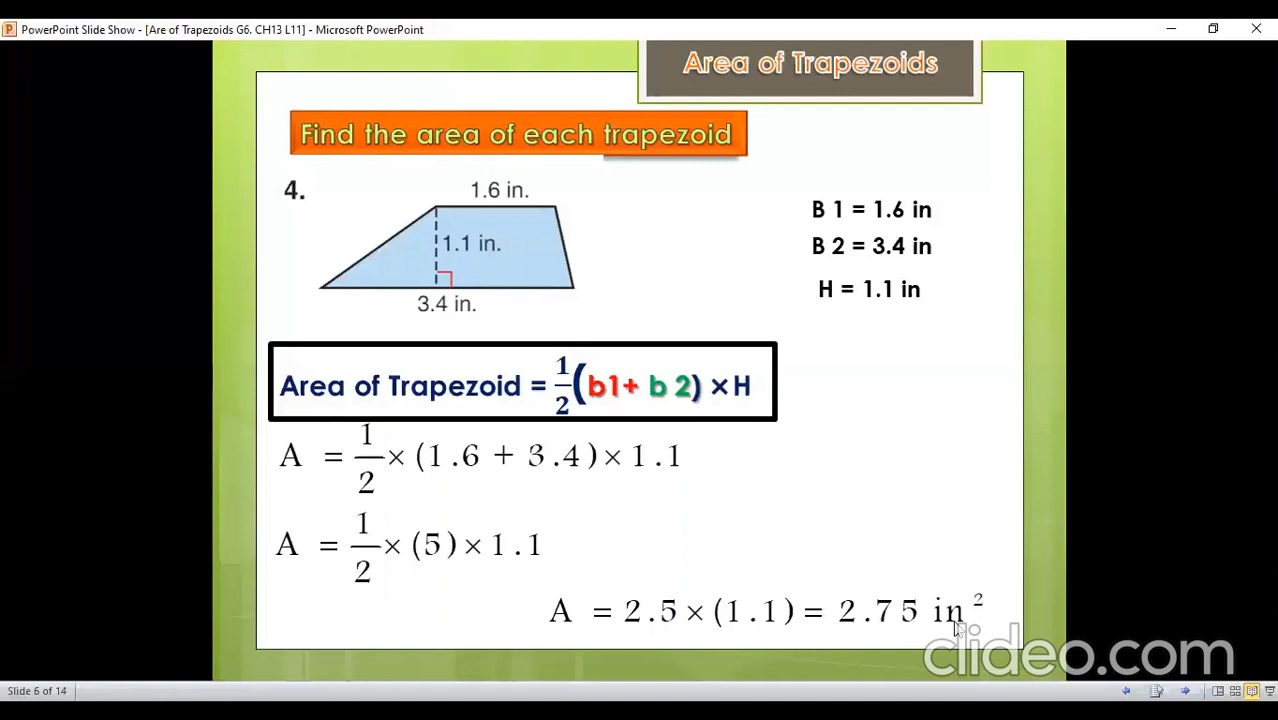 PowerPoint Slide Show - [Are of Trapezoids G6. CH13 L11] - Microsoft PowerPoint
Area of Trapezoids
Find the area of each trapezoid
4.
1.6 in.
1.1 in.
3.4 in.
B 1 = 1.6 in
B 2 = 3.4 in
H = 1.1 in
Area of Trapezoid = 1/2 (b1+ b 2) ×H
A = 1/2 × (1.6 + 3.4) × 1.1
A = 1/2 × (5) × 1.1
A = 2.5 × (1.1) = 2.75 in²
clideo.com
Slide 6 of 14